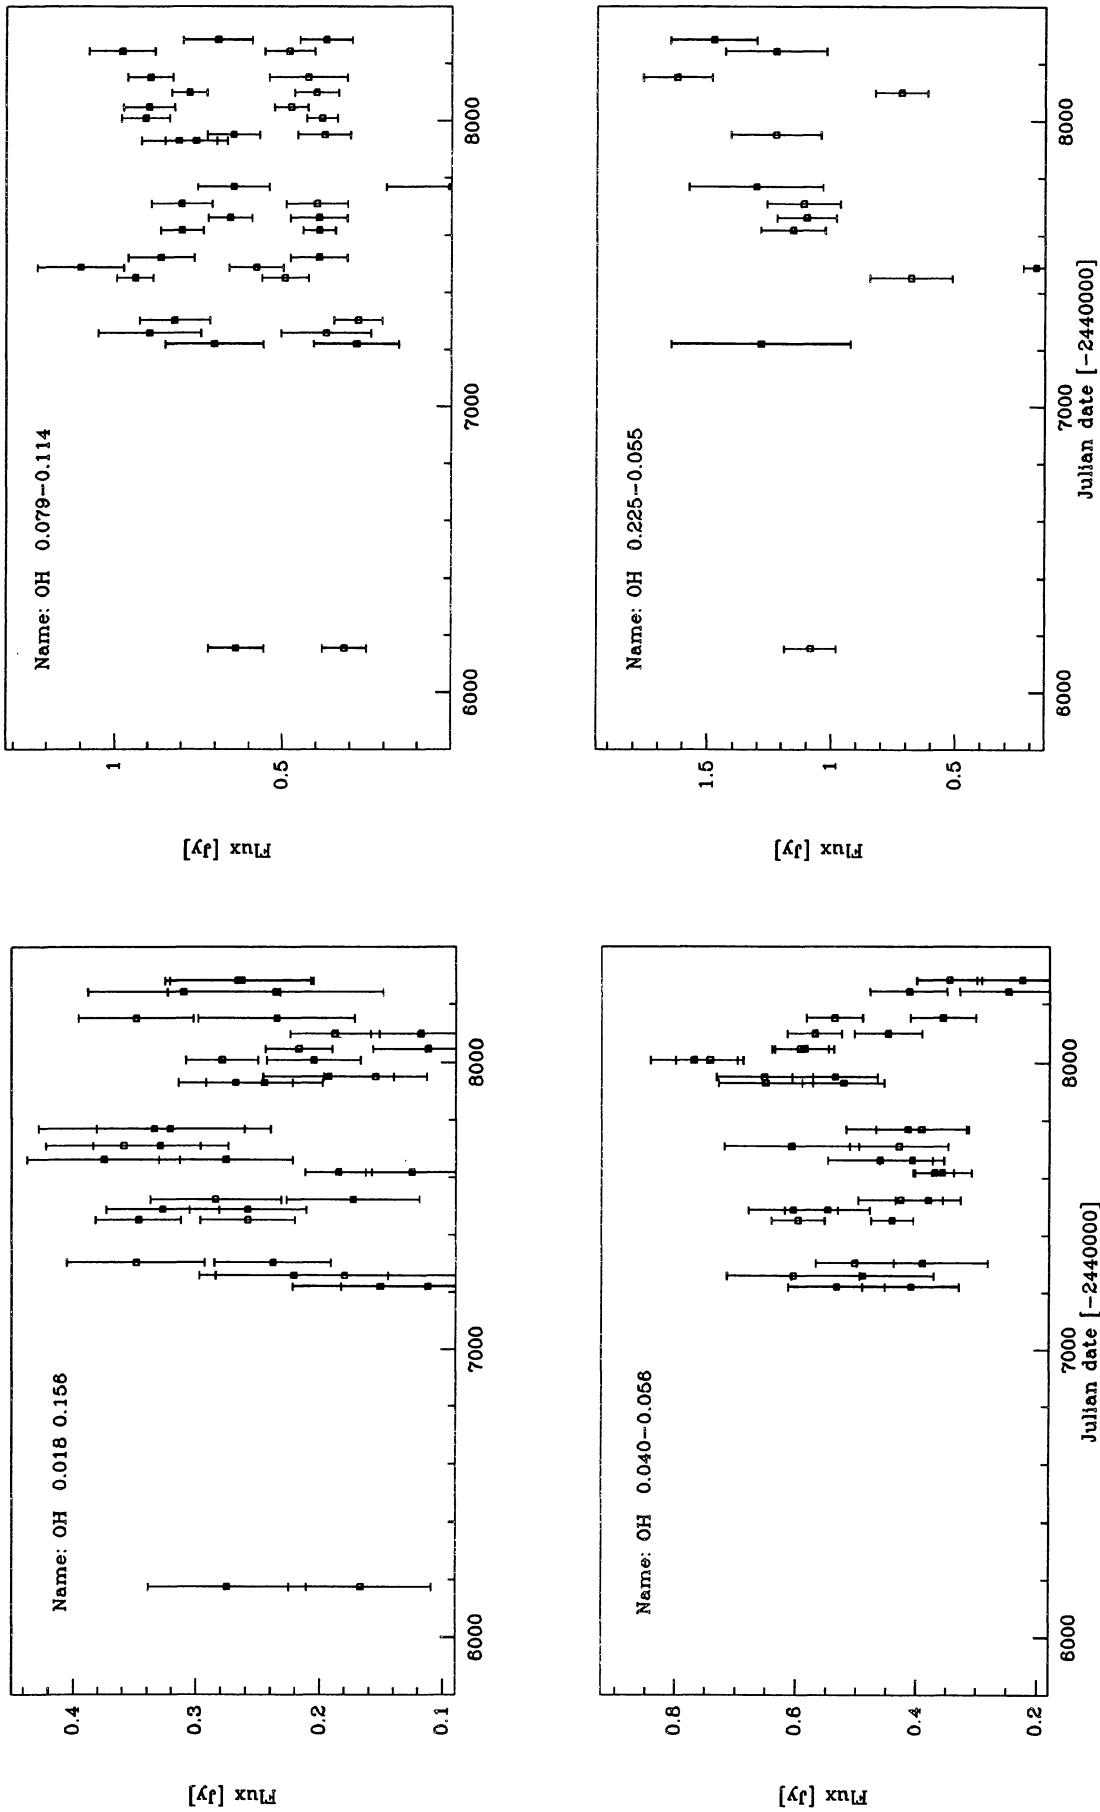 Name: OH 0.018 0.156
Flux [Jy]
0.4
0.3
0.2
0.1
6000 7000 8000
Name: OH 0.079−0.114
Flux [Jy]
1
0.5
6000 7000 8000
Name: OH 0.040−0.056
Flux [Jy]
0.8
0.6
0.4
0.2
6000 7000 8000
Julian date [−2440000]
Name: OH 0.225−0.055
Flux [Jy]
1.5
1
0.5
6000 7000 8000
Julian date [−2440000]